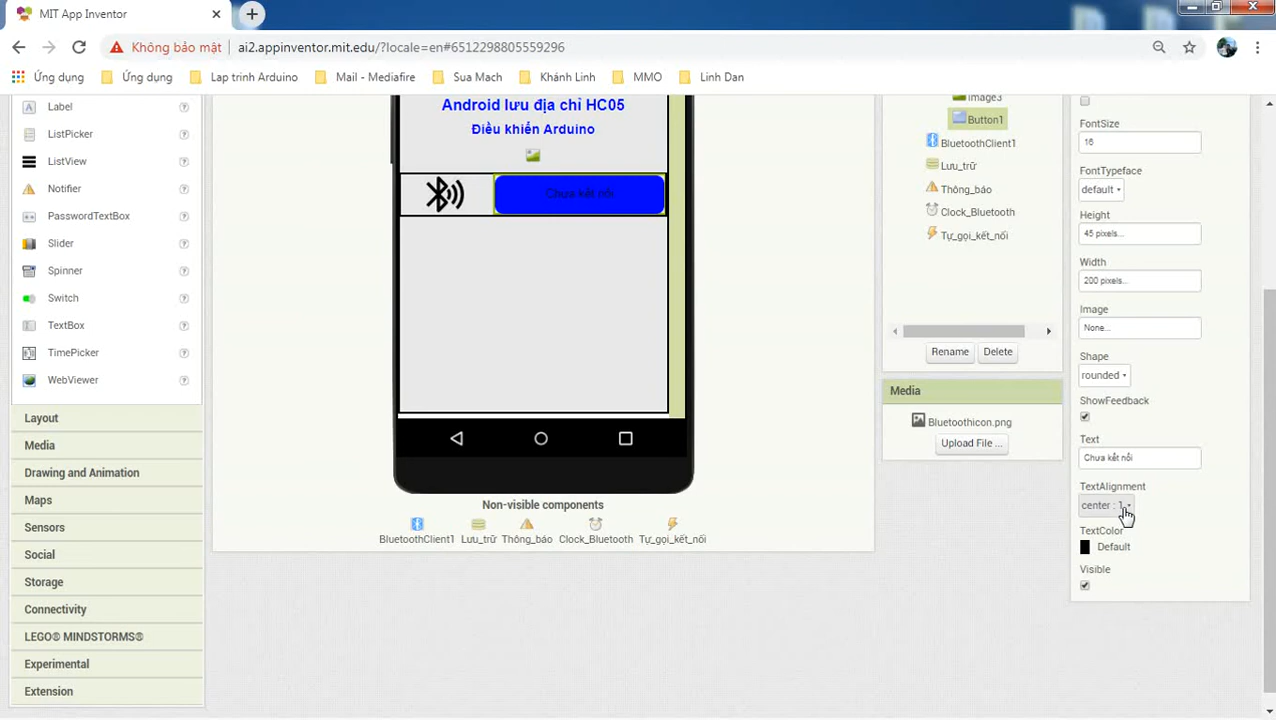 MIT App Inventor
Không bảo mật
ai2.appinventor.mit.edu/?locale=en#6512298805559296
Ứng dụng
Ứng dụng
Lap trinh Arduino
Mail - Mediafire
Sua Mach
Khánh Linh
MMO
Linh Dan
Label
ListPicker
ListView
Notifier
PasswordTextBox
Slider
Spinner
Switch
TextBox
TimePicker
WebViewer
Layout
Media
Drawing and Animation
Maps
Sensors
Social
Storage
Connectivity
LEGO® MINDSTORMS®
Experimental
Extension
Android lưu địa chỉ HC05
Điều khiển Arduino
Chưa kết nối
Non-visible components
BluetoothClient1
Lưu_trữ
Thông_báo
Clock_Bluetooth
Tự_gọi_kết_nối
Image3
Button1
BluetoothClient1
Lưu_trữ
Thông_báo
Clock_Bluetooth
Tự_gọi_kết_nối
Rename
Delete
Media
Bluetoothicon.png
Upload File ...
FontSize
16
FontTypeface
default
Height
45 pixels...
Width
200 pixels...
Image
None...
Shape
rounded
ShowFeedback
Text
Chưa kết nối
TextAlignment
center : 1
TextColor
Default
Visible